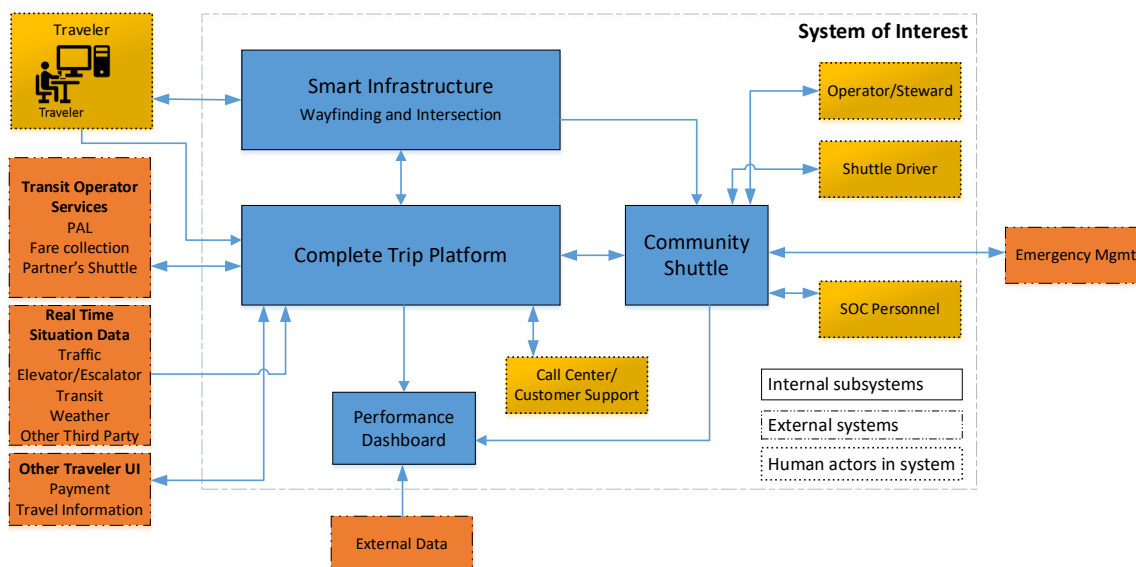 Traveler
Traveler
System of Interest
Smart Infrastructure
Wayfinding and Intersection
Operator/Steward
Shuttle Driver
Transit Operator
Services
PAL
Fare collection
Partner's Shuttle
Complete Trip Platform
Community
Shuttle
Emergency Mgmt
SOC Personnel
Real Time
Situation Data
Traffic
Elevator/Escalator
Transit
Weather
Other Third Party
Call Center/
Customer Support
Performance
Dashboard
Internal subsystems
External systems
Human actors in system
Other Traveler UI
Payment
Travel Information
External Data